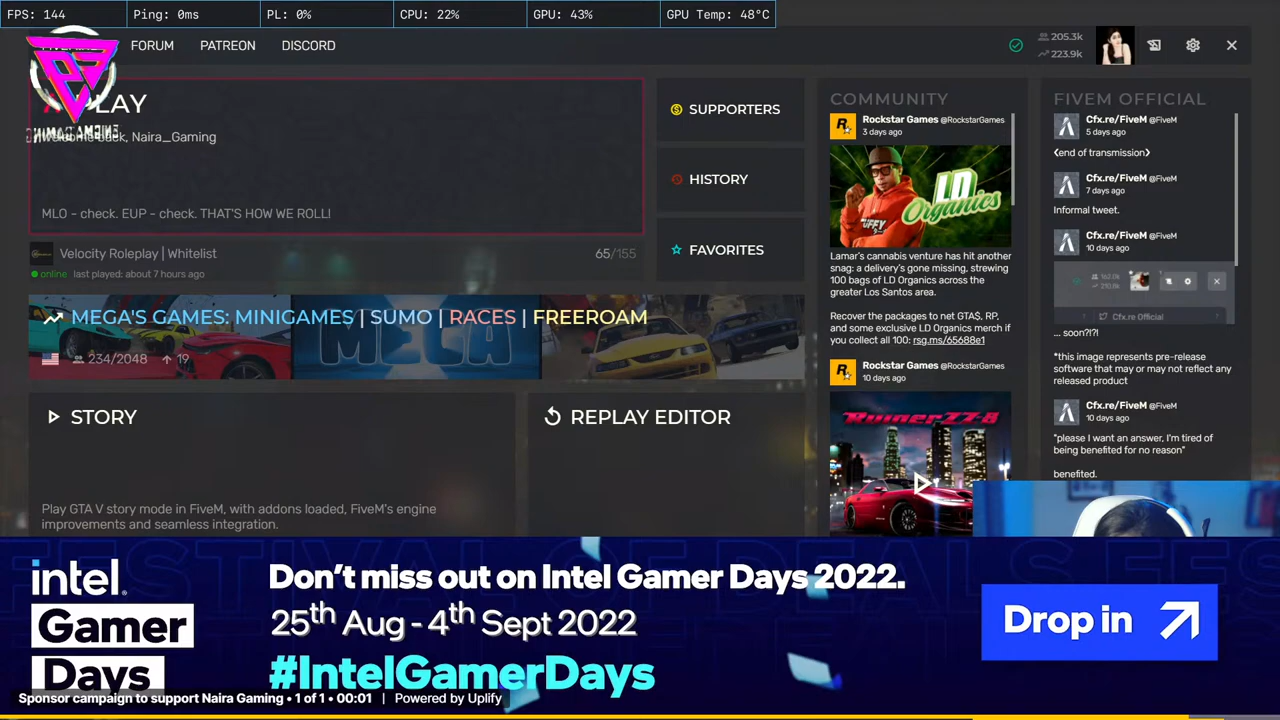 FPS: 144
Ping: 0ms
PL: 0%
CPU: 22%
GPU: 43%
GPU Temp: 48°C
FORUM
PATREON
DISCORD
205.3k
223.9k
PLAY
Welcome back, Naira_Gaming
MLO - check. EUP - check. THAT'S HOW WE ROLL!
Velocity Roleplay | Whitelist
65/155
online last played: about 7 hours ago
SUPPORTERS
HISTORY
FAVORITES
MEGA'S GAMES: MINIGAMES | SUMO | RACES | FREEROAM
MEGA
234/2048
19
STORY
Play GTA V story mode in FiveM, with addons loaded, FiveM's engine
improvements and seamless integration.
REPLAY EDITOR
COMMUNITY
Rockstar Games @RockstarGames
3 days ago
LD
Organics
Lamar's cannabis venture has hit another
snag: a delivery's gone missing, strewing
100 bags of LD Organics across the
greater Los Santos area.
Recover the packages to net GTA$, RP,
and some exclusive LD Organics merch if
you collect all 100: rsg.ms/65688e1
Rockstar Games @RockstarGames
10 days ago
FIVEM OFFICIAL
Cfx.re/FiveM @FiveM
5 days ago
❮end of transmission❯
Cfx.re/FiveM @FiveM
7 days ago
Informal tweet.
Cfx.re/FiveM @FiveM
10 days ago
Cfx.re Official
... soon?!?!
*this image represents pre-release
software that may or may not reflect any
released product
Cfx.re/FiveM @FiveM
10 days ago
"please I want an answer, I'm tired of
being benefited for no reason"
benefited.
intel.
Gamer
Days
Don't miss out on Intel Gamer Days 2022.
25th Aug - 4th Sept 2022
#IntelGamerDays
Drop in
Sponsor campaign to support Naira Gaming • 1 of 1 • 00:01 | Powered by Uplify